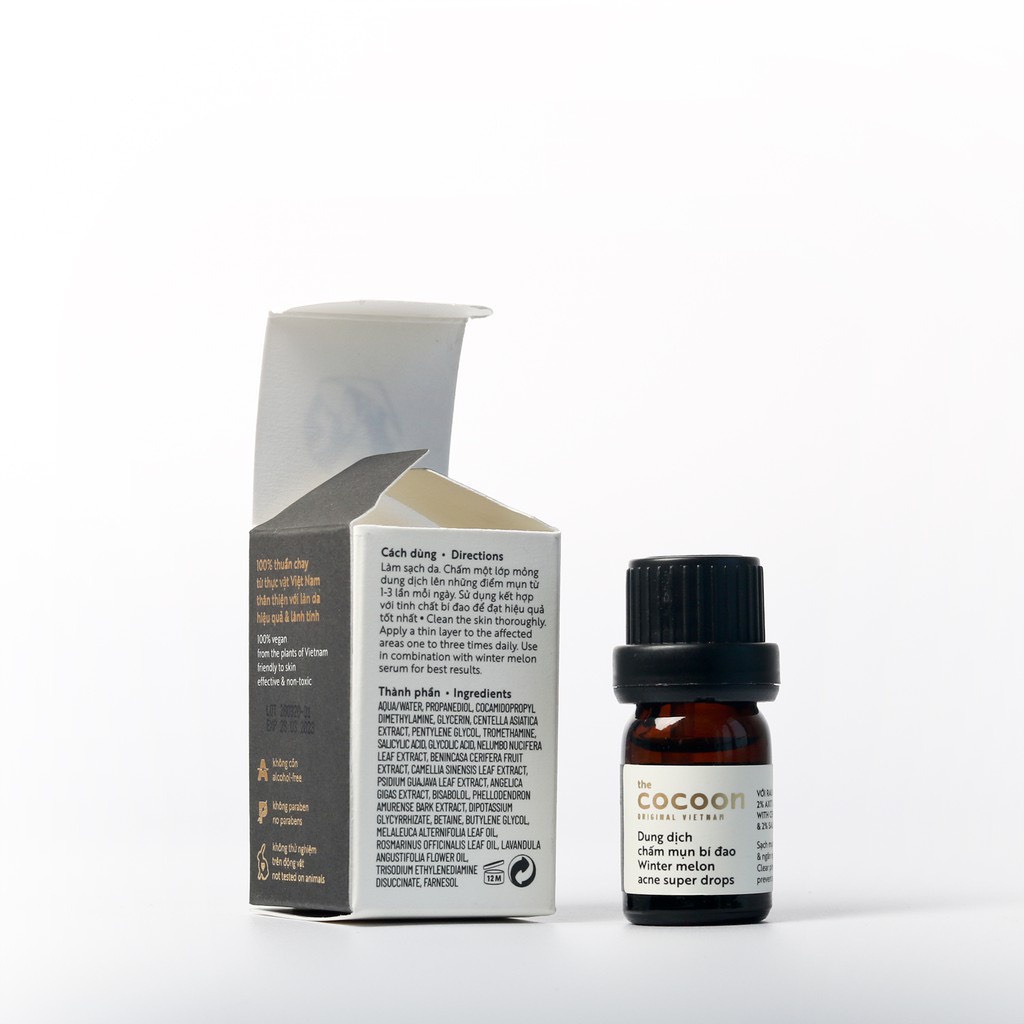 100% thuần chay
từ thực vật Việt Nam
thân thiện với làn da
hiệu quả & lành tính
100% vegan
from the plants of Vietnam
friendly to skin
effective & non-toxic
không cồn
alcohol-free
không paraben
no parabens
không thử nghiệm
trên động vật
not tested on animals
Cách dùng • Directions
Làm sạch da. Chấm một lớp mỏng
dung dịch lên những điểm mụn từ
1-3 lần mỗi ngày. Sử dụng kết hợp
với tinh chất bí đao để đạt hiệu quả
tốt nhất • Clean the skin thoroughly.
Apply a thin layer to the affected
areas one to three times daily. Use
in combination with winter melon
serum for best results.
Thành phần • Ingredients
AQUA/WATER, PROPANEDIOL, COCAMIDOPROPYL
DIMETHYLAMINE, GLYCERIN, CENTELLA ASIATICA
EXTRACT, PENTYLENE GLYCOL, TROMETHAMINE,
SALICYLIC ACID, GLYCOLIC ACID, NELUMBO NUCIFERA
LEAF EXTRACT, BENINCASA CERIFERA FRUIT
EXTRACT, CAMELLIA SINENSIS LEAF EXTRACT,
PSIDIUM GUAJAVA LEAF EXTRACT, ANGELICA
GIGAS EXTRACT, BISABOLOL, PHELLODENDRON
AMURENSE BARK EXTRACT, DIPOTASSIUM
GLYCYRRHIZATE, BETAINE, BUTYLENE GLYCOL,
MELALEUCA ALTERNIFOLIA LEAF OIL,
ROSMARINUS OFFICINALIS LEAF OIL, LAVANDULA
ANGUSTIFOLIA FLOWER OIL,
TRISODIUM ETHYLENEDIAMINE
DISUCCINATE, FARNESOL
12M
the
cocoon
ORIGINAL VIETNAM
Dung dịch
chấm mụn bí đao
Winter melon
acne super drops
VỚI
2%
WITH
& 2%
Sạch
& ngăn
Clear